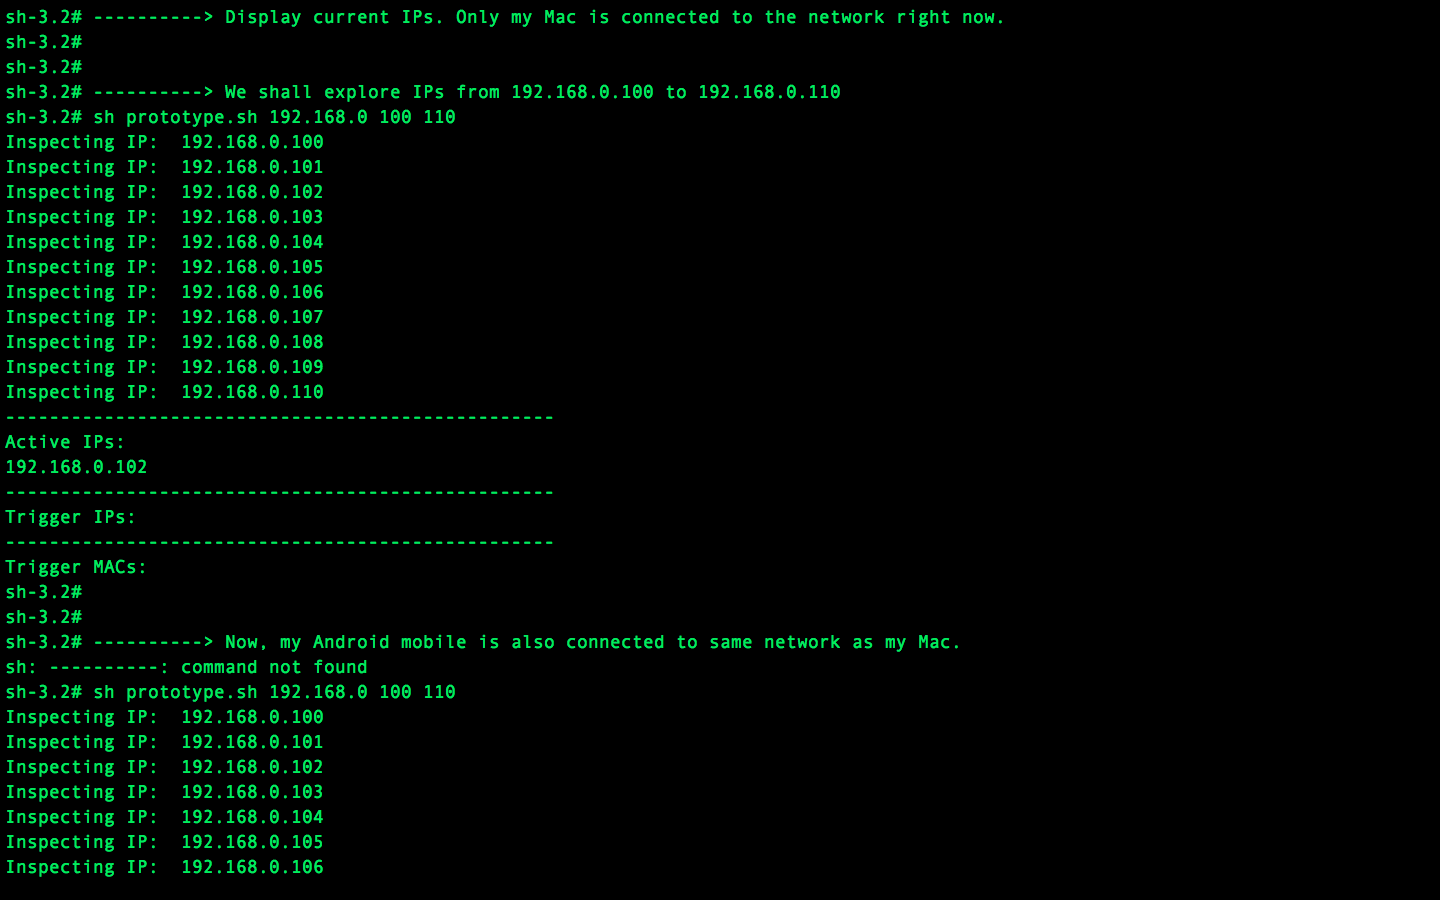 sh-3.2# ----------> Display current IPs. Only my Mac is connected to the network right now.
sh-3.2#
sh-3.2#
sh-3.2# ----------> We shall explore IPs from 192.168.0.100 to 192.168.0.110
sh-3.2# sh prototype.sh 192.168.0 100 110
Inspecting IP:  192.168.0.100
Inspecting IP:  192.168.0.101
Inspecting IP:  192.168.0.102
Inspecting IP:  192.168.0.103
Inspecting IP:  192.168.0.104
Inspecting IP:  192.168.0.105
Inspecting IP:  192.168.0.106
Inspecting IP:  192.168.0.107
Inspecting IP:  192.168.0.108
Inspecting IP:  192.168.0.109
Inspecting IP:  192.168.0.110
--------------------------------------------------
Active IPs:
192.168.0.102
--------------------------------------------------
Trigger IPs:
--------------------------------------------------
Trigger MACs:
sh-3.2#
sh-3.2#
sh-3.2# ----------> Now, my Android mobile is also connected to same network as my Mac.
sh: ----------: command not found
sh-3.2# sh prototype.sh 192.168.0 100 110
Inspecting IP:  192.168.0.100
Inspecting IP:  192.168.0.101
Inspecting IP:  192.168.0.102
Inspecting IP:  192.168.0.103
Inspecting IP:  192.168.0.104
Inspecting IP:  192.168.0.105
Inspecting IP:  192.168.0.106